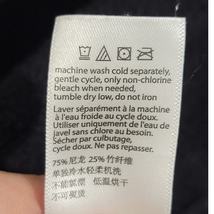 machine wash cold separately,
gentle cycle, only non-chlorine
bleach when needed,
tumble dry low, do not iron
Laver séparément à la machine
à l'eau froide au cycle doux.
Utiliser uniquement de l'eau de
javel sans chlore au besoin.
Sécher par culbutage,
cycle doux. Ne pas repasser.
75% 尼龙 25% 竹纤维
单独冷水轻柔机洗
不能氯漂 低温烘干
不可熨烫